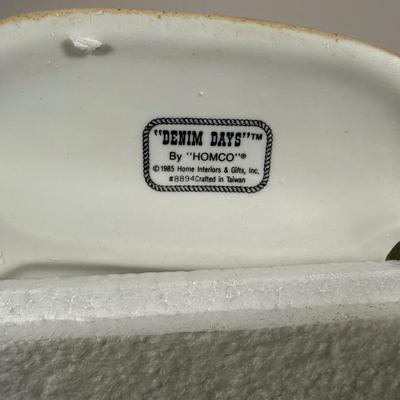 "DENIM DAYS"™
By "HOMCO"®
©1985 Home Interiors & Gifts, Inc.
#8894 Crafted in Taiwan